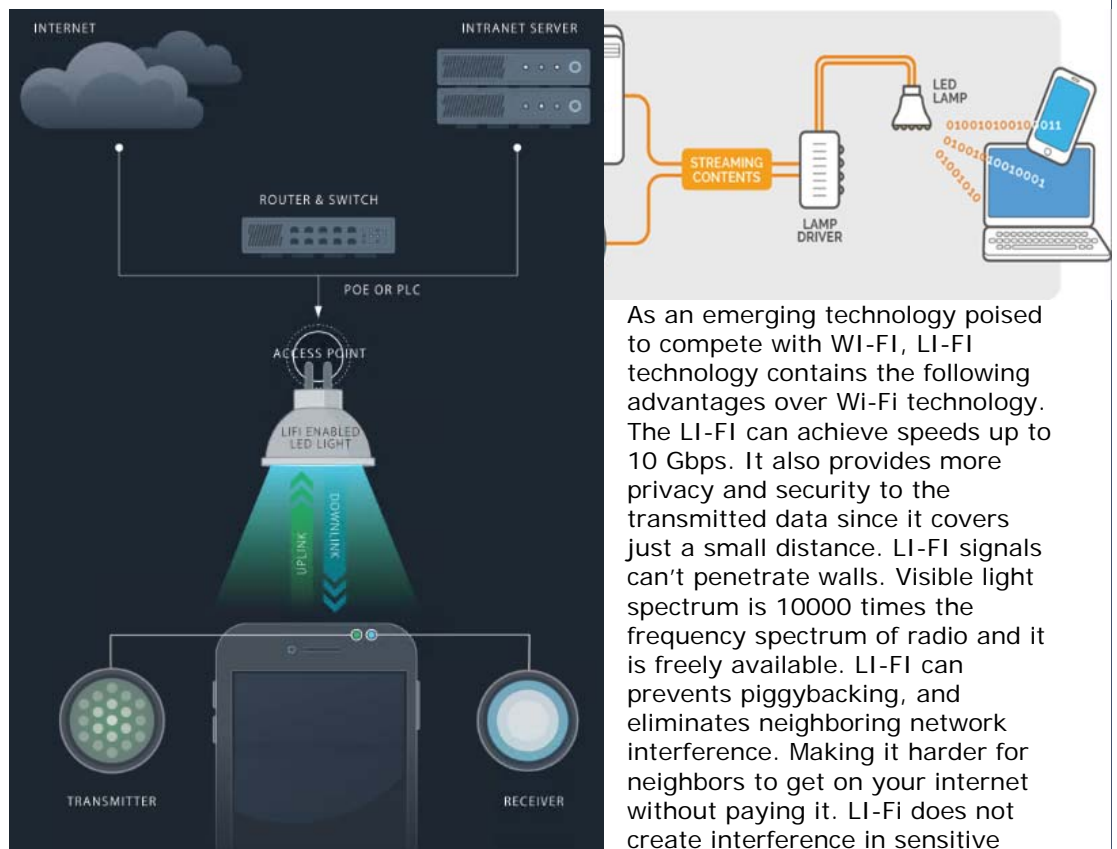 INTERNET
INTRANET SERVER
ROUTER & SWITCH
POE OR PLC
ACCESS POINT
LIFI ENABLED
LED LIGHT
UPLINK
DOWNLINK
TRANSMITTER
RECEIVER
STREAMING
CONTENTS
LAMP
DRIVER
LED
LAMP
010010100100011
01001010010001
01001010
As an emerging technology poised
to compete with WI-FI, LI-FI
technology contains the following
advantages over Wi-Fi technology.
The LI-FI can achieve speeds up to
10 Gbps. It also provides more
privacy and security to the
transmitted data since it covers
just a small distance. LI-FI signals
can't penetrate walls. Visible light
spectrum is 10000 times the
frequency spectrum of radio and it
is freely available. LI-FI can
prevents piggybacking, and
eliminates neighboring network
interference. Making it harder for
neighbors to get on your internet
without paying it. LI-Fi does not
create interference in sensitive